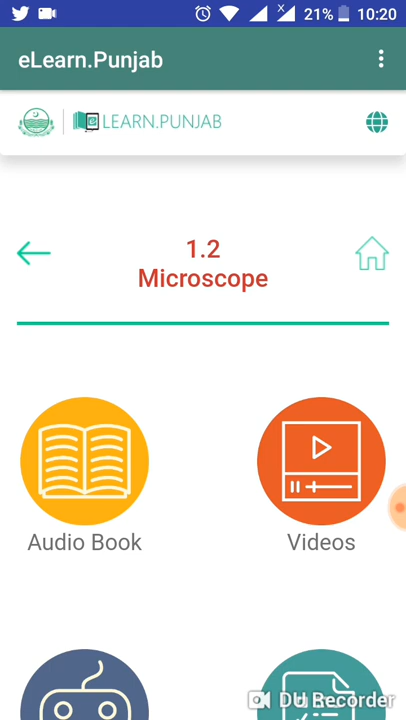 21% 10:20
eLearn.Punjab
LEARN.PUNJAB
1.2
Microscope
Audio Book
Videos
DU Recorder